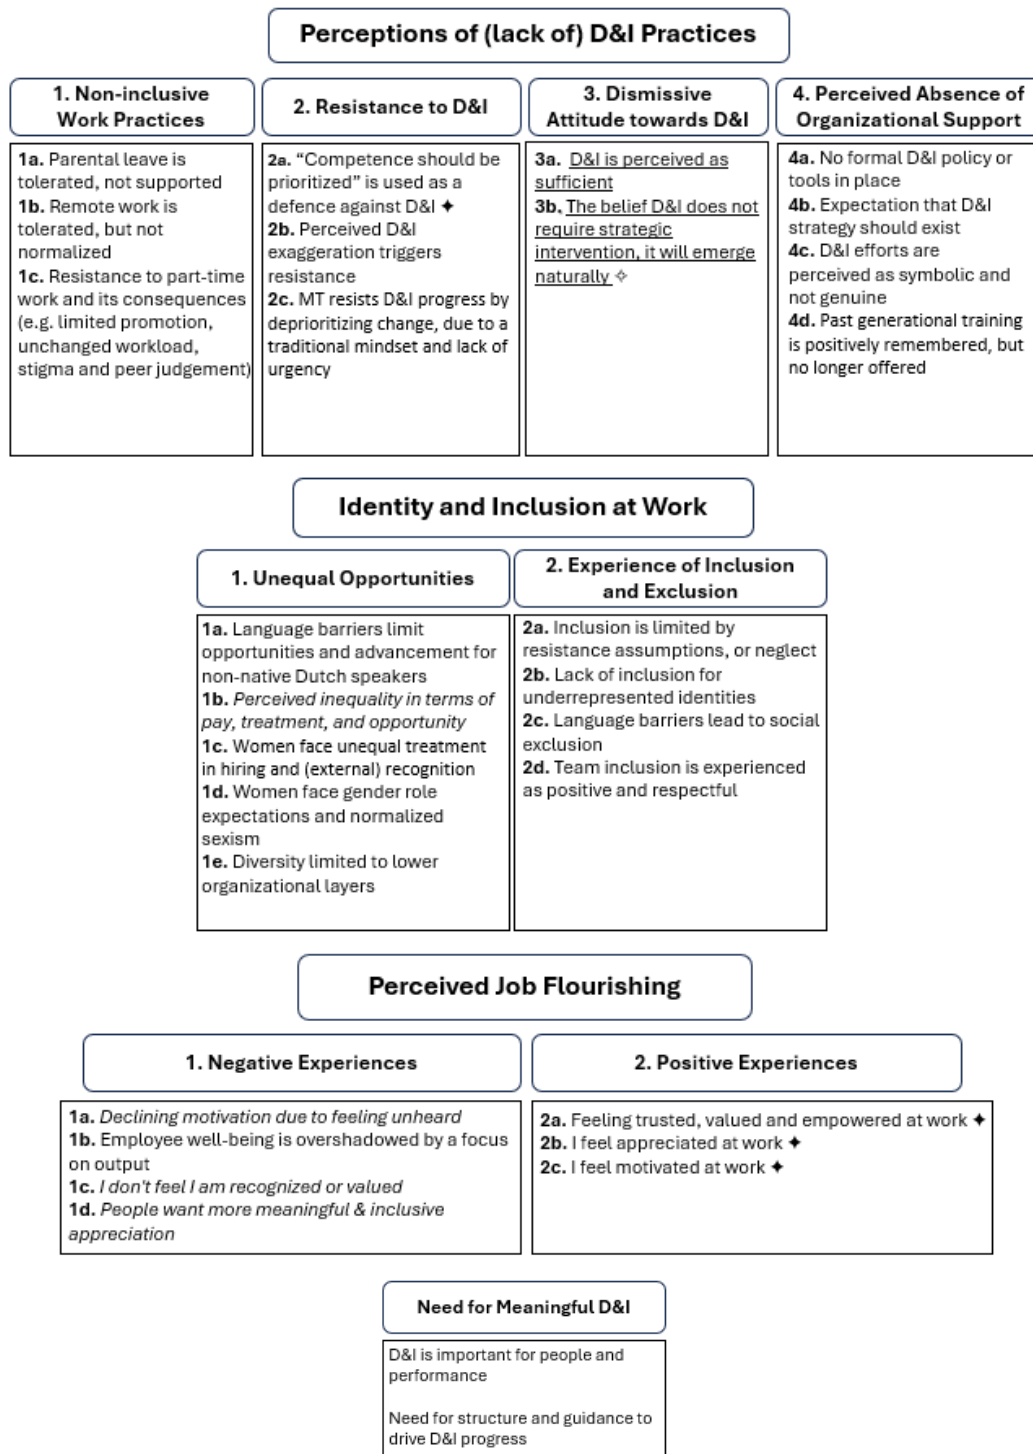 Perceptions of (lack of) D&I Practices
1. Non-inclusive
Work Practices
1a. Parental leave is
tolerated, not supported
1b. Remote work is
tolerated, but not
normalized
1c. Resistance to part-time
work and its consequences
(e.g. limited promotion,
unchanged workload,
stigma and peer judgement)
2. Resistance to D&I
2a. “Competence should be
prioritized” is used as a
defence against D&I ✦
2b. Perceived D&I
exaggeration triggers
resistance
2c. MT resists D&I progress by
deprioritizing change, due to a
traditional mindset and lack of
urgency
3. Dismissive
Attitude towards D&I
3a. D&I is perceived as
sufficient
3b. The belief D&I does not
require strategic
intervention, it will emerge
naturally ✧
4. Perceived Absence of
Organizational Support
4a. No formal D&I policy or
tools in place
4b. Expectation that D&I
strategy should exist
4c. D&I efforts are
perceived as symbolic and
not genuine
4d. Past generational training
is positively remembered, but
no longer offered
Identity and Inclusion at Work
1. Unequal Opportunities
1a. Language barriers limit
opportunities and advancement for
non-native Dutch speakers
1b. Perceived inequality in terms of
pay, treatment, and opportunity
1c. Women face unequal treatment
in hiring and (external) recognition
1d. Women face gender role
expectations and normalized
sexism
1e. Diversity limited to lower
organizational layers
2. Experience of Inclusion
and Exclusion
2a. Inclusion is limited by
resistance assumptions, or neglect
2b. Lack of inclusion for
underrepresented identities
2c. Language barriers lead to social
exclusion
2d. Team inclusion is experienced
as positive and respectful
Perceived Job Flourishing
1. Negative Experiences
1a. Declining motivation due to feeling unheard
1b. Employee well-being is overshadowed by a focus
on output
1c. I don't feel I am recognized or valued
1d. People want more meaningful & inclusive
appreciation
2. Positive Experiences
2a. Feeling trusted, valued and empowered at work ✦
2b. I feel appreciated at work ✦
2c. I feel motivated at work ✦
Need for Meaningful D&I
D&I is important for people and
performance
Need for structure and guidance to
drive D&I progress